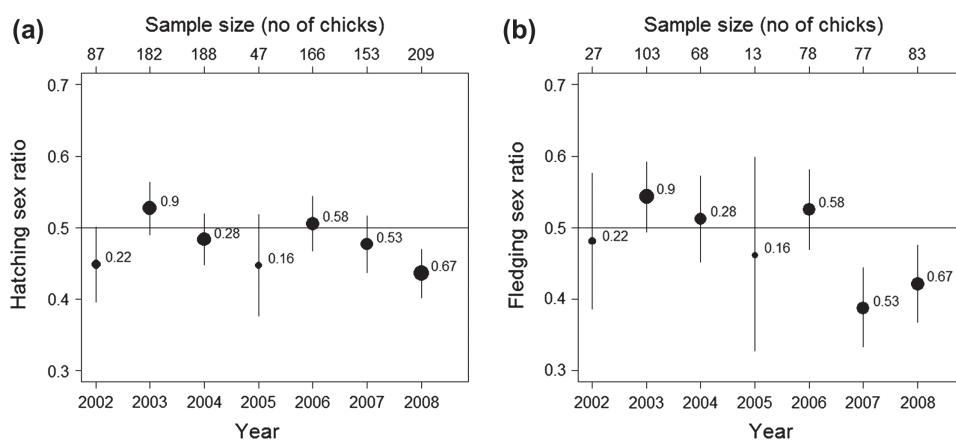 (a)
Sample size (no of chicks)
87 182 188 47 166 153 209
0.7
0.6
0.5
0.4
0.3
Hatching sex ratio
0.22
0.9
0.28
0.16
0.58
0.53
0.67
2002 2003 2004 2005 2006 2007 2008
Year
(b)
Sample size (no of chicks)
27 103 68 13 78 77 83
0.7
0.6
0.5
0.4
0.3
Fledging sex ratio
0.22
0.9
0.28
0.16
0.58
0.53
0.67
2002 2003 2004 2005 2006 2007 2008
Year